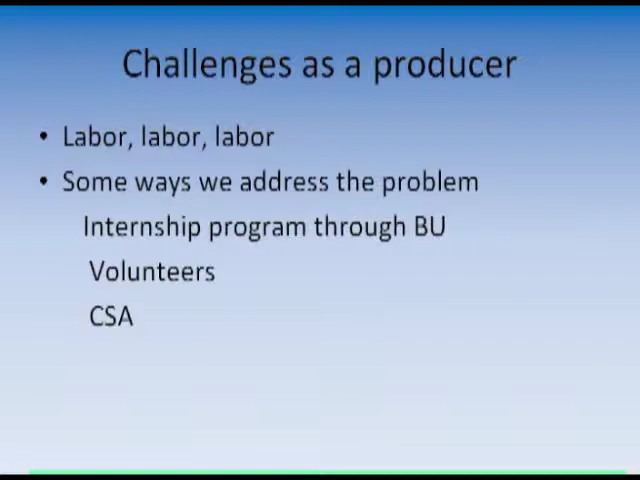 Challenges as a producer
• Labor, labor, labor
• Some ways we address the problem
Internship program through BU
Volunteers
CSA